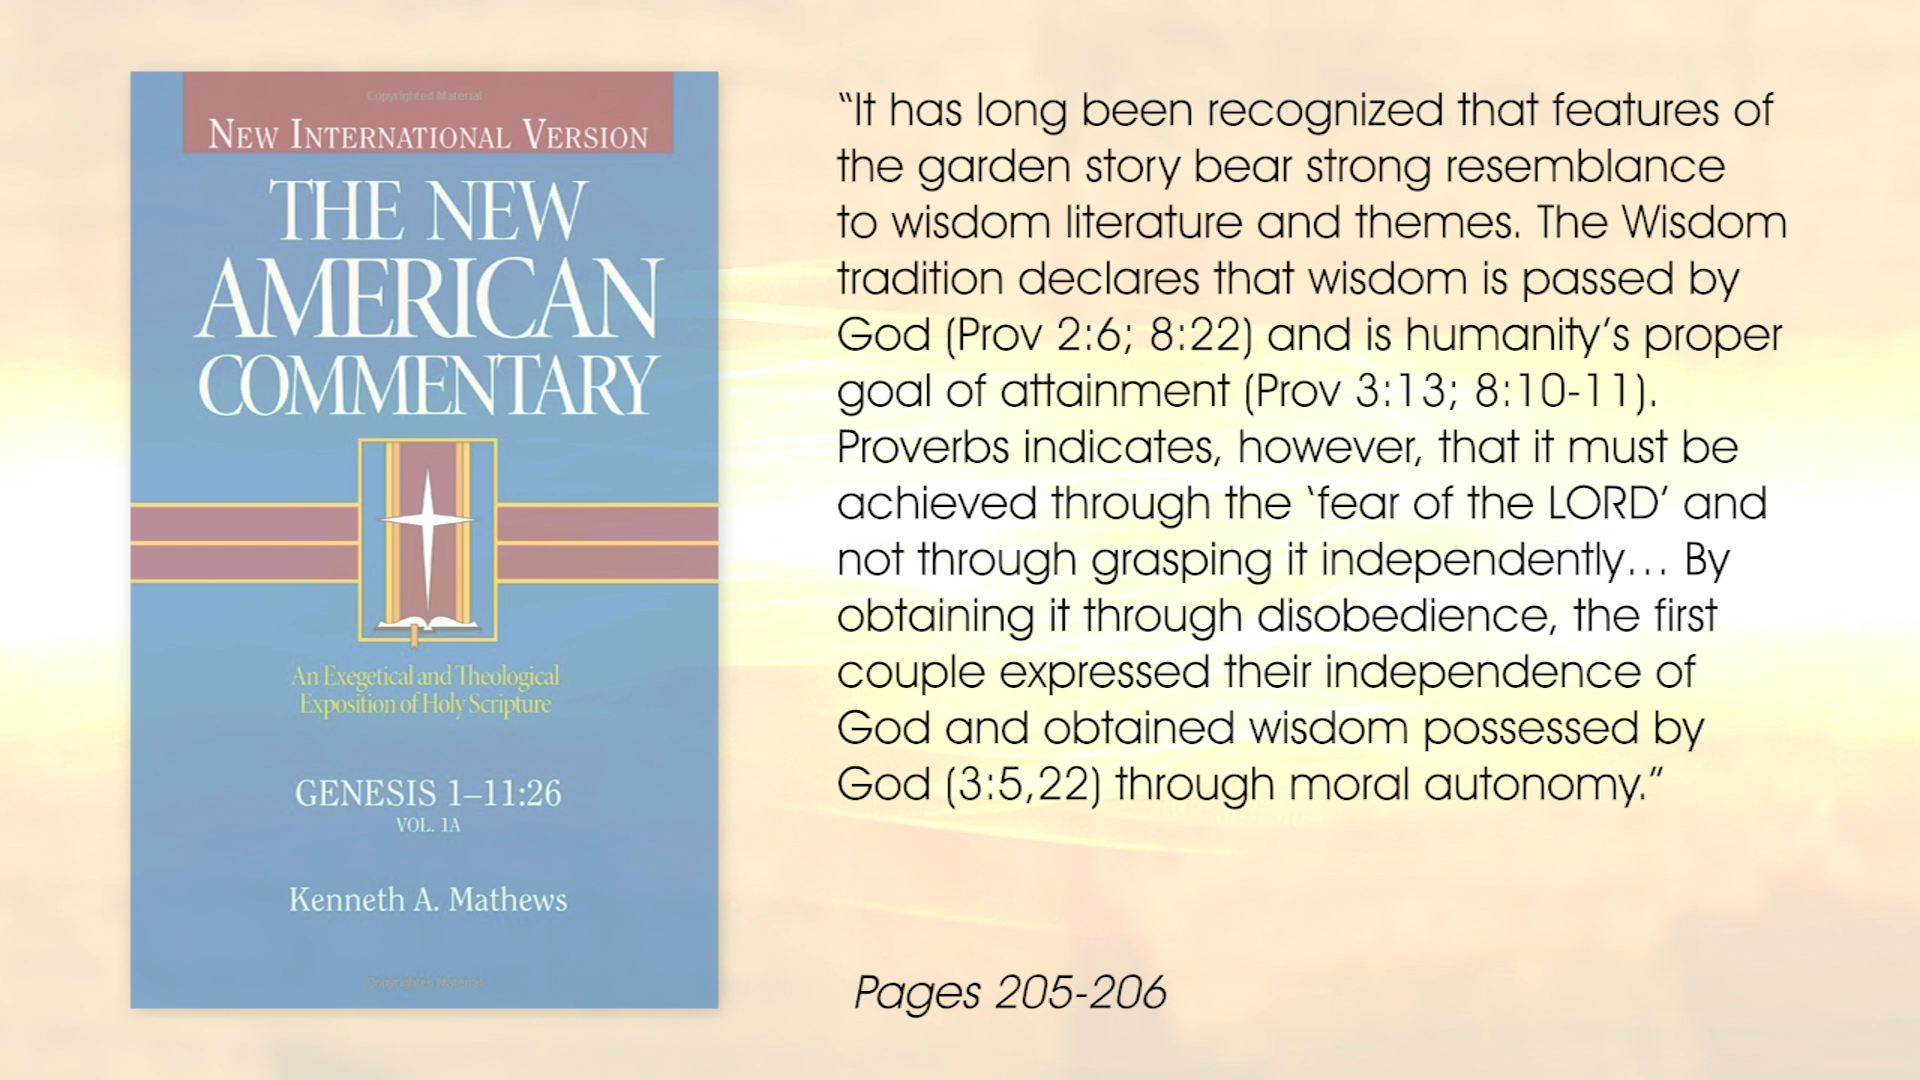 Copyrighted Material
NEW INTERNATIONAL VERSION
THE NEW
AMERICAN
COMMENTARY
An Exegetical and Theological
Exposition of Holy Scripture
GENESIS 1–11:26
VOL. 1A
Kenneth A. Mathews
Copyrighted Material
“It has long been recognized that features of
the garden story bear strong resemblance
to wisdom literature and themes. The Wisdom
tradition declares that wisdom is passed by
God (Prov 2:6; 8:22) and is humanity’s proper
goal of attainment (Prov 3:13; 8:10-11).
Proverbs indicates, however, that it must be
achieved through the ‘fear of the LORD’ and
not through grasping it independently… By
obtaining it through disobedience, the first
couple expressed their independence of
God and obtained wisdom possessed by
God (3:5,22) through moral autonomy.”
Pages 205-206